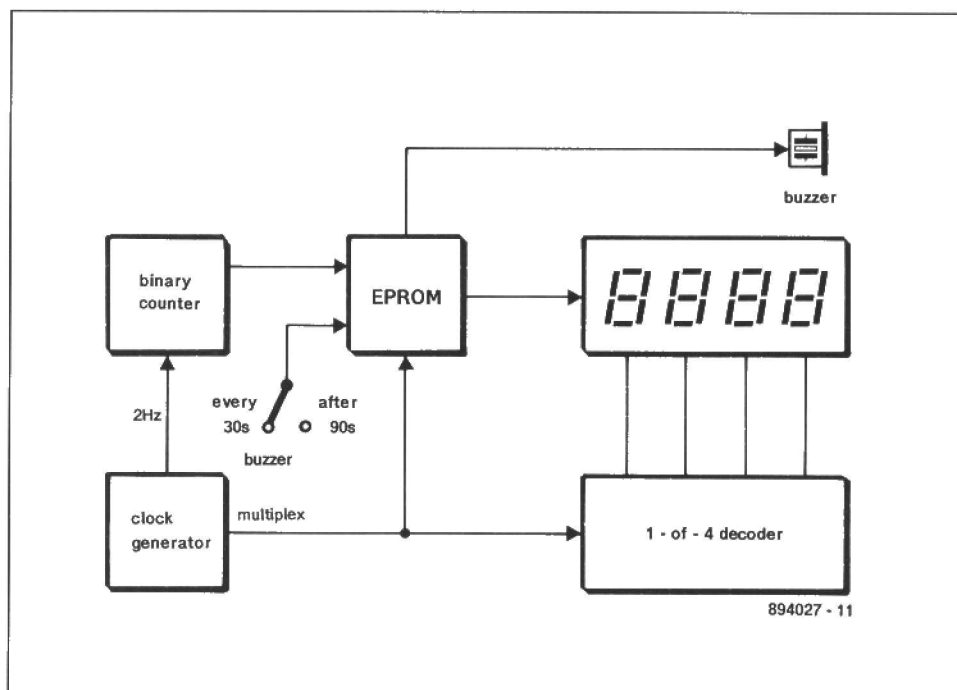 buzzer
binary
counter
EPROM
8888
2Hz
every
30s
after
90s
buzzer
clock
generator
multiplex
1 - of - 4 decoder
894027 - 11